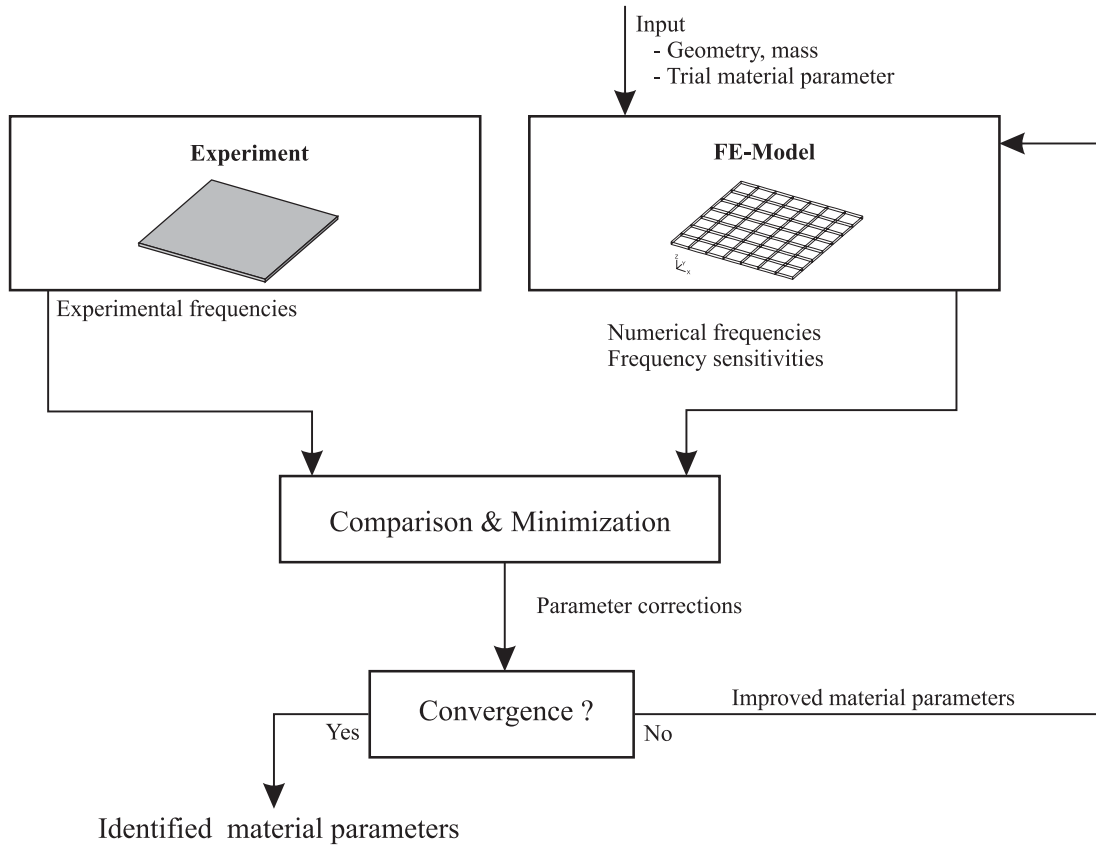 Input
- Geometry, mass
- Trial material parameter
Experiment
FE-Model
Z
Y
X
Experimental frequencies
Numerical frequencies
Frequency sensitivities
Comparison & Minimization
Parameter corrections
Convergence ?
Improved material parameters
Yes
No
Identified material parameters